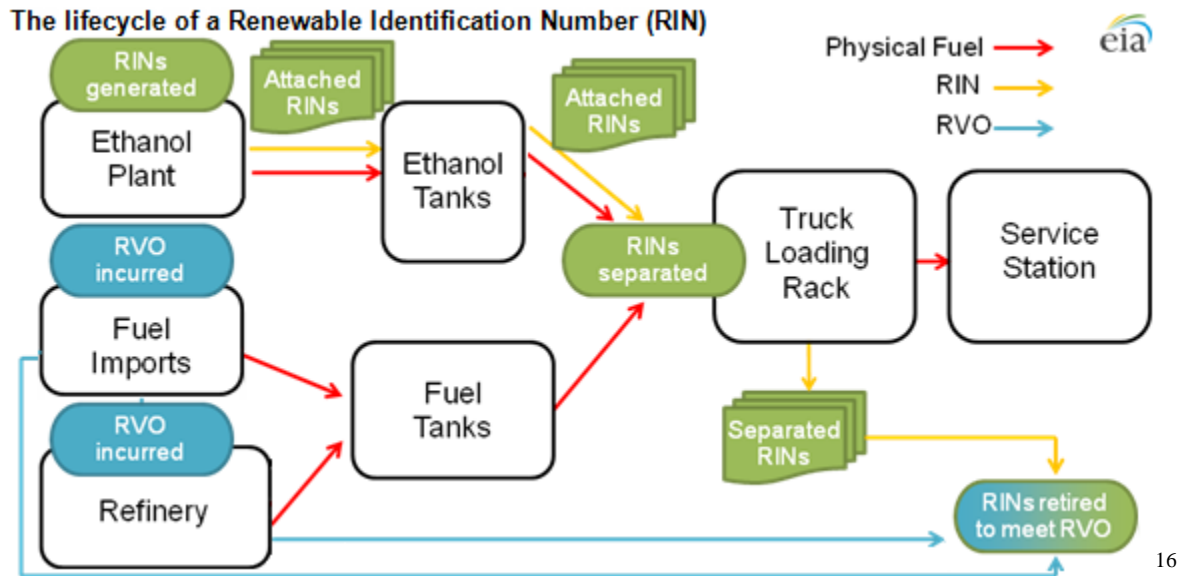 The lifecycle of a Renewable Identification Number (RIN)
eia
Physical Fuel
RIN
RVO
RINs
generated
Attached
RINs
Attached
RINs
Ethanol
Plant
Ethanol
Tanks
RINs
separated
Truck
Loading
Rack
Service
Station
RVO
incurred
Fuel
Imports
Fuel
Tanks
RVO
incurred
Refinery
Separated
RINs
RINs retired
to meet RVO
16